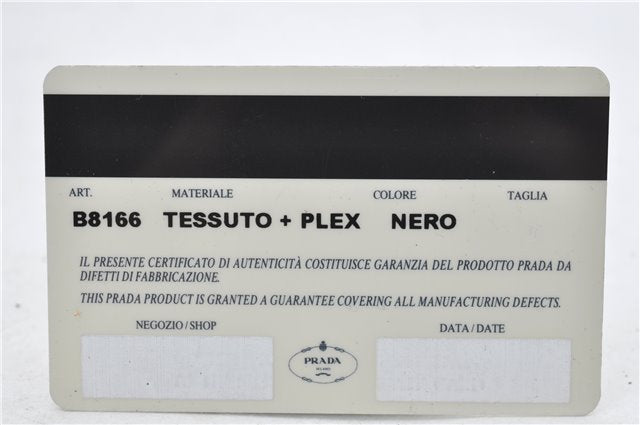 ART. MATERIALE COLORE TAGLIA
B8166 TESSUTO + PLEX NERO
IL PRESENTE CERTIFICATO DI AUTENTICITÀ COSTITUISCE GARANZIA DEL PRODOTTO PRADA DA
DIFETTI DI FABBRICAZIONE.
THIS PRADA PRODUCT IS GRANTED A GUARANTEE COVERING ALL MANUFACTURING DEFECTS.
NEGOZIO/SHOP DATA/DATE
PRADA
MILANO